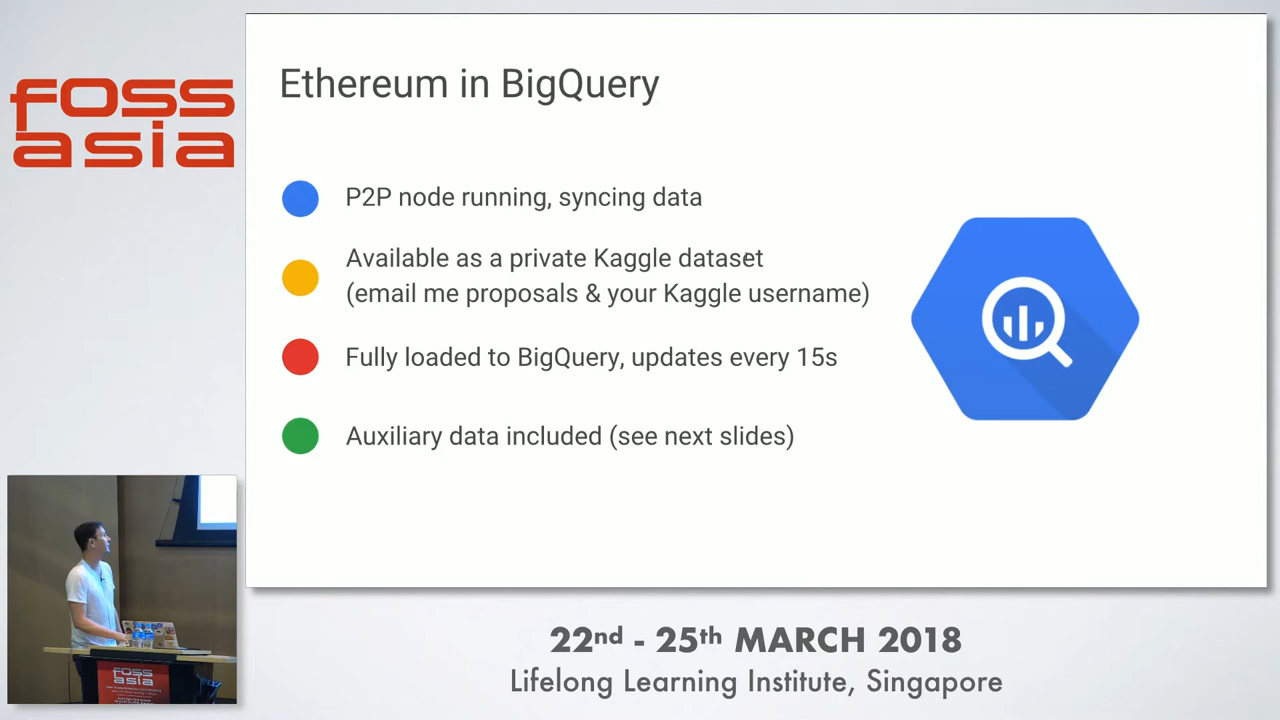 foss
asia
Ethereum in BigQuery
P2P node running, syncing data
Available as a private Kaggle dataset
(email me proposals & your Kaggle username)
Fully loaded to BigQuery, updates every 15s
Auxiliary data included (see next slides)
foss
asia
22nd - 25th MARCH 2018
Lifelong Learning Institute, Singapore